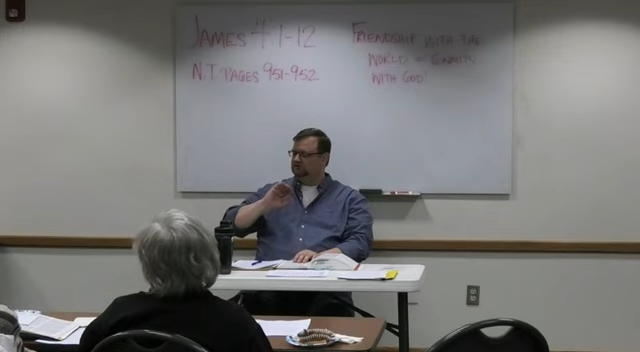 JAMES 4:1-12
N.T. PAGES 951-952
FRIENDSHIP WITH THE
WORLD = ENMITY
WITH GOD!